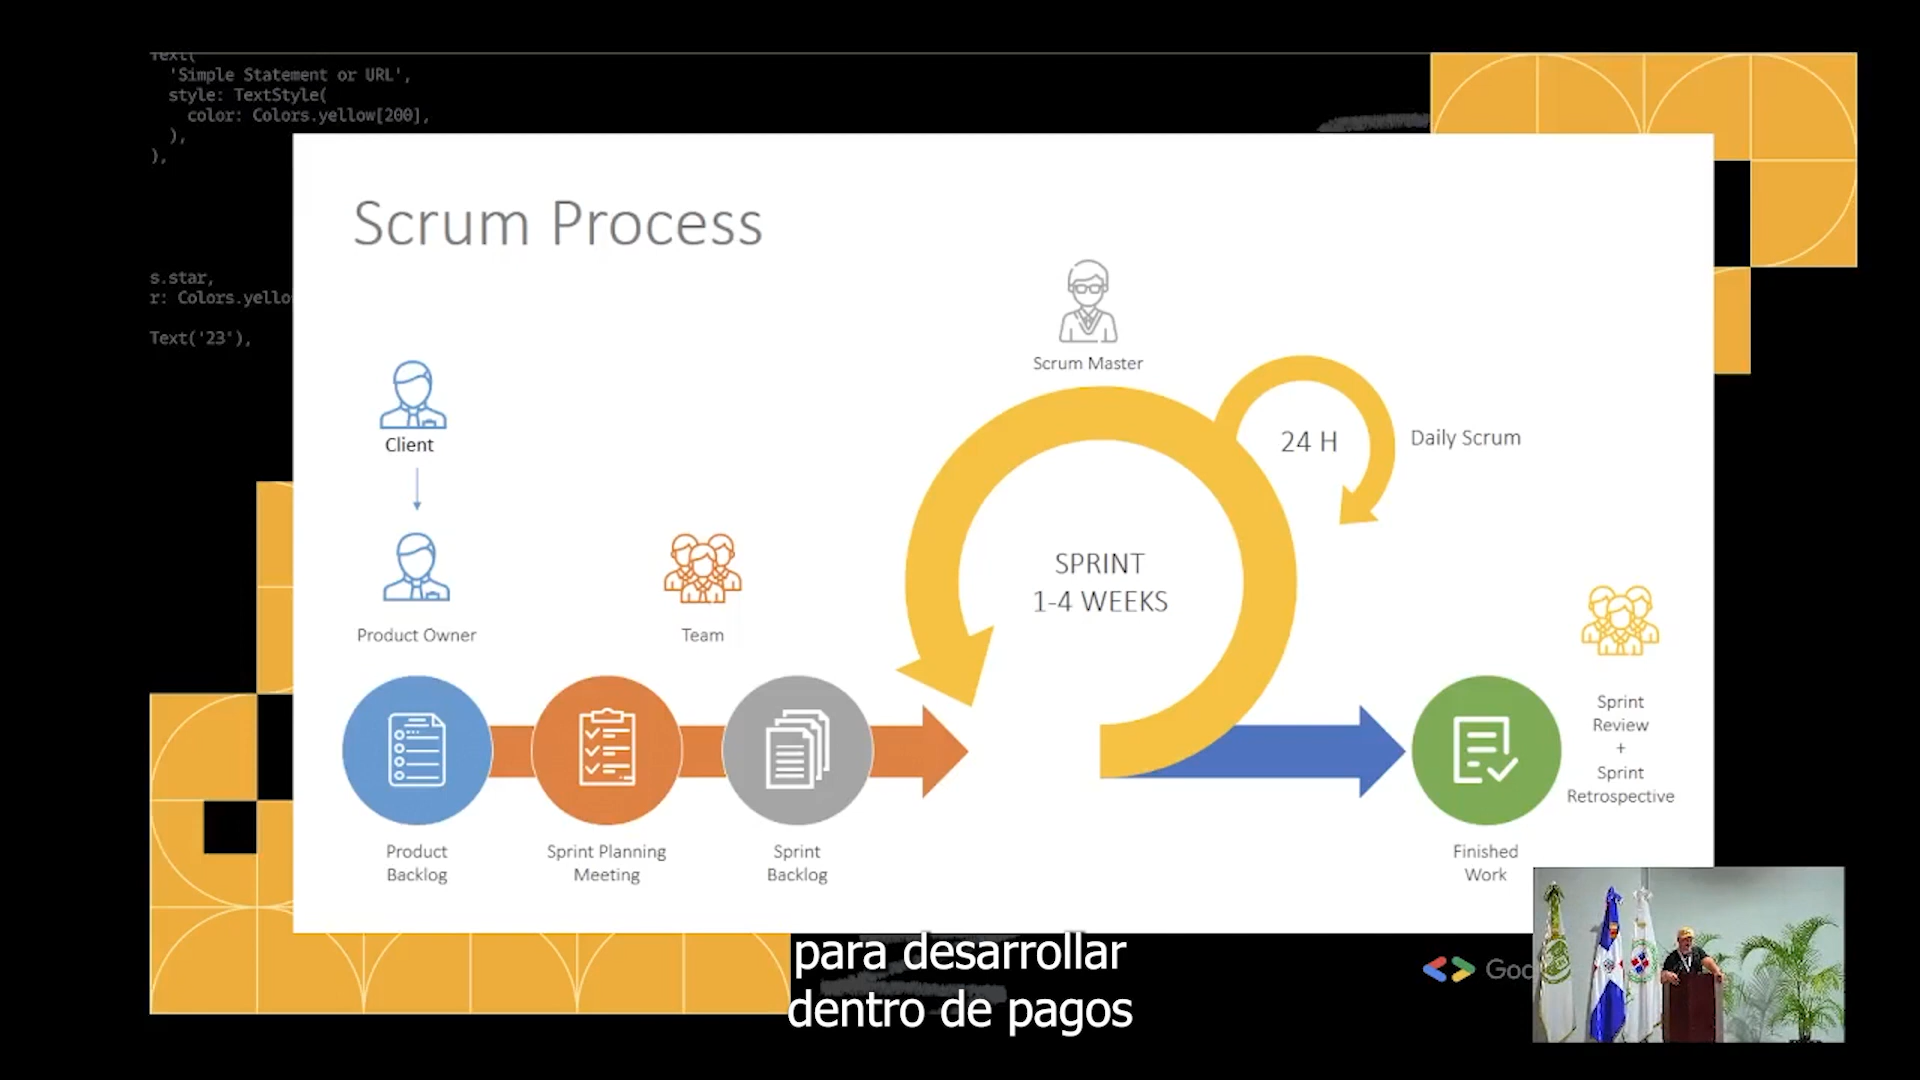 Text(
'Simple Statement or URL',
style: TextStyle(
color: Colors.yellow[200],
),
),
s.star,
r: Colors.yello
Text('23'),
Scrum Process
Scrum Master
Client
24 H
Daily Scrum
SPRINT
1-4 WEEKS
Product Owner
Team
Sprint
Review
+
Sprint
Retrospective
Product
Backlog
Sprint Planning
Meeting
Sprint
Backlog
Finished
Work
para desarrollar
dentro de pagos